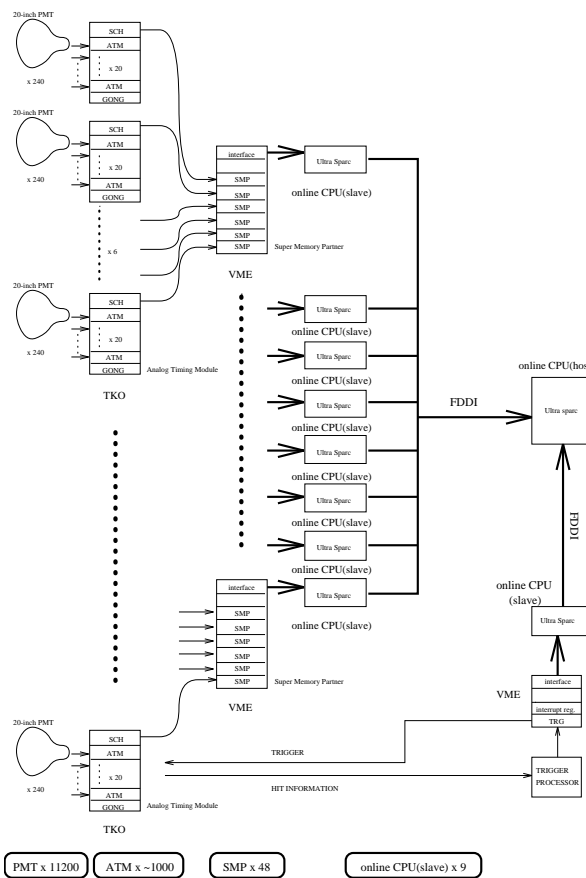 20-inch PMT
x 240
SCH
ATM
x 20
ATM
GONG
20-inch PMT
x 240
SCH
ATM
x 20
ATM
GONG
x 6
20-inch PMT
x 240
SCH
ATM
x 20
ATM
GONG
Analog Timing Module
TKO
interface
SMP
SMP
SMP
SMP
SMP
SMP
Super Memory Partner
VME
Ultra Sparc
online CPU(slave)
Ultra Sparc
online CPU(slave)
Ultra Sparc
online CPU(slave)
Ultra Sparc
online CPU(slave)
Ultra Sparc
online CPU(slave)
Ultra Sparc
online CPU(slave)
Ultra Sparc
online CPU(slave)
Ultra Sparc
online CPU(slave)
FDDI
online CPU(hos
Ultra sparc
FDDI
online CPU
(slave)
Ultra Sparc
interface
SMP
SMP
SMP
SMP
SMP
SMP
Super Memory Partner
VME
VME
interface
interrupt reg.
TRG
TRIGGER
PROCESSOR
TRIGGER
HIT INFORMATION
20-inch PMT
x 240
SCH
ATM
x 20
ATM
GONG
Analog Timing Module
TKO
PMT x 11200
ATM x ~1000
SMP x 48
online CPU(slave) x 9